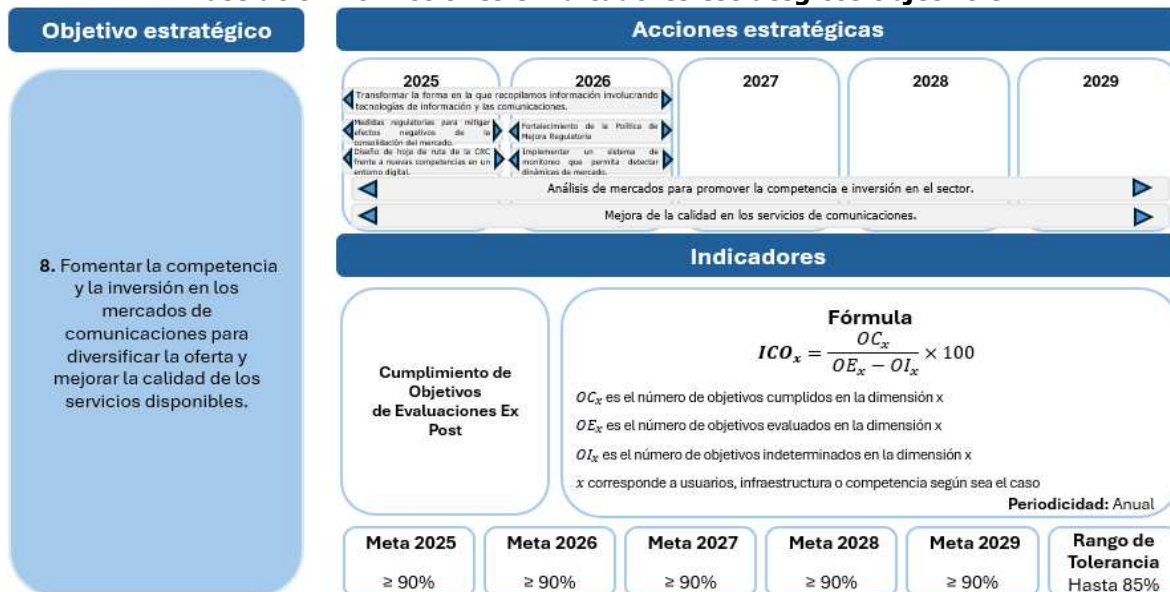 Objetivo estratégico
Acciones estratégicas
8. Fomentar la competencia
y la inversión en los
mercados de
comunicaciones para
diversificar la oferta y
mejorar la calidad de los
servicios disponibles.
2025
2026
2027
2028
2029
Transformar la forma en la que recopilamos información involucrando
tecnologías de información y las comunicaciones.
Medidas regulatorias para mitigar
efectos negativos de la
consolidación del mercado.
Fortalecimiento de la Política de
Mejora Regulatoria
Diseño de hoja de ruta de la CRC
frente a nuevas competencias en un
entorno digital.
Implementar un sistema de
monitoreo que permita detectar
dinámicas de mercado.
Análisis de mercados para promover la competencia e inversión en el sector.
Mejora de la calidad en los servicios de comunicaciones.
Indicadores
Cumplimiento de
Objetivos
de Evaluaciones Ex
Post
Fórmula
ICOₓ = OCₓ / (OEₓ − OIₓ) × 100
OCₓ es el número de objetivos cumplidos en la dimensión x
OEₓ es el número de objetivos evaluados en la dimensión x
OIₓ es el número de objetivos indeterminados en la dimensión x
x corresponde a usuarios, infraestructura o competencia según sea el caso
Periodicidad: Anual
Meta 2025
≥ 90%
Meta 2026
≥ 90%
Meta 2027
≥ 90%
Meta 2028
≥ 90%
Meta 2029
≥ 90%
Rango de
Tolerancia
Hasta 85%